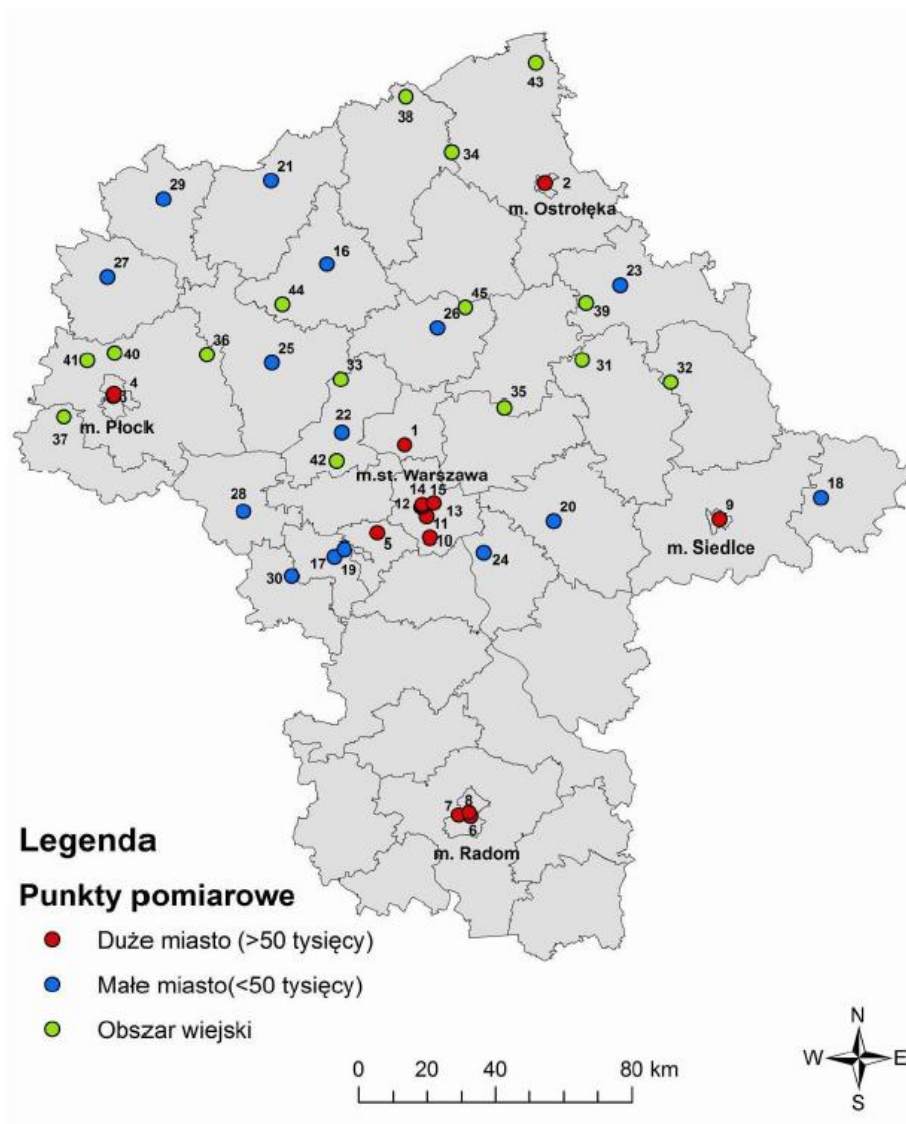 43
38
34
21
2
29
m. Ostrołęka
16
27
23
44
45
39
26
36
25
40
41
33
31
32
4
3
m. Płock
35
37
22
1
42
m.st. Warszawa
14 15
18
28
12
13
9
11
20
5
10
m. Siedlce
17
19
24
30
7
8
6
m. Radom
Legenda
Punkty pomiarowe
Duże miasto (>50 tysięcy)
Małe miasto(<50 tysięcy)
Obszar wiejski
N
W
E
S
0 20 40 80 km